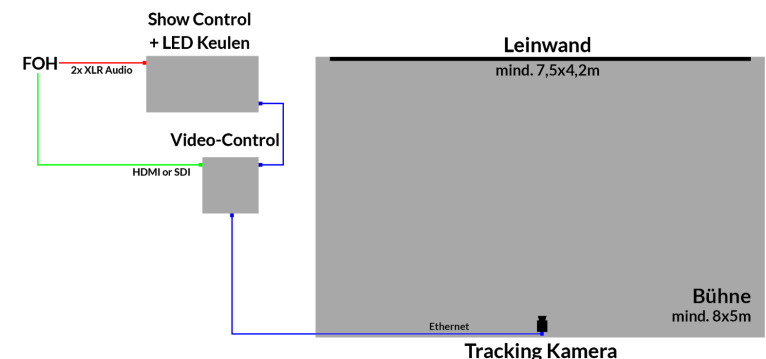 Show Control
+ LED Keulen
FOH
2x XLR Audio
Leinwand
mind. 7,5x4,2m
Video-Control
HDMI or SDI
Bühne
mind. 8x5m
Ethernet
Tracking Kamera